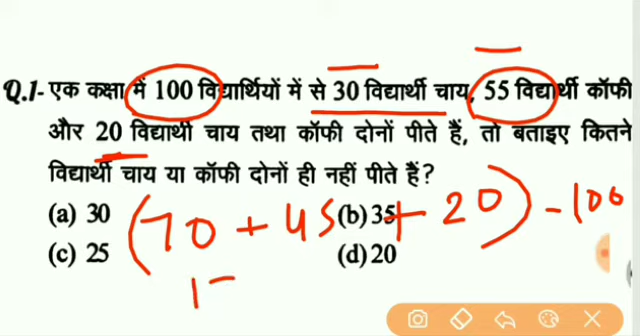 Q.1- एक कक्षा में 100 विद्यार्थियों में से 30 विद्यार्थी चाय, 55 विद्यार्थी कॉफी
और 20 विद्यार्थी चाय तथा कॉफी दोनों पीते हैं, तो बताइए कितने
विद्यार्थी चाय या कॉफी दोनों ही नहीं पीते हैं?
(a) 30 (b) 35
(70 + 45 + 20) - 100
(c) 25 (d) 20